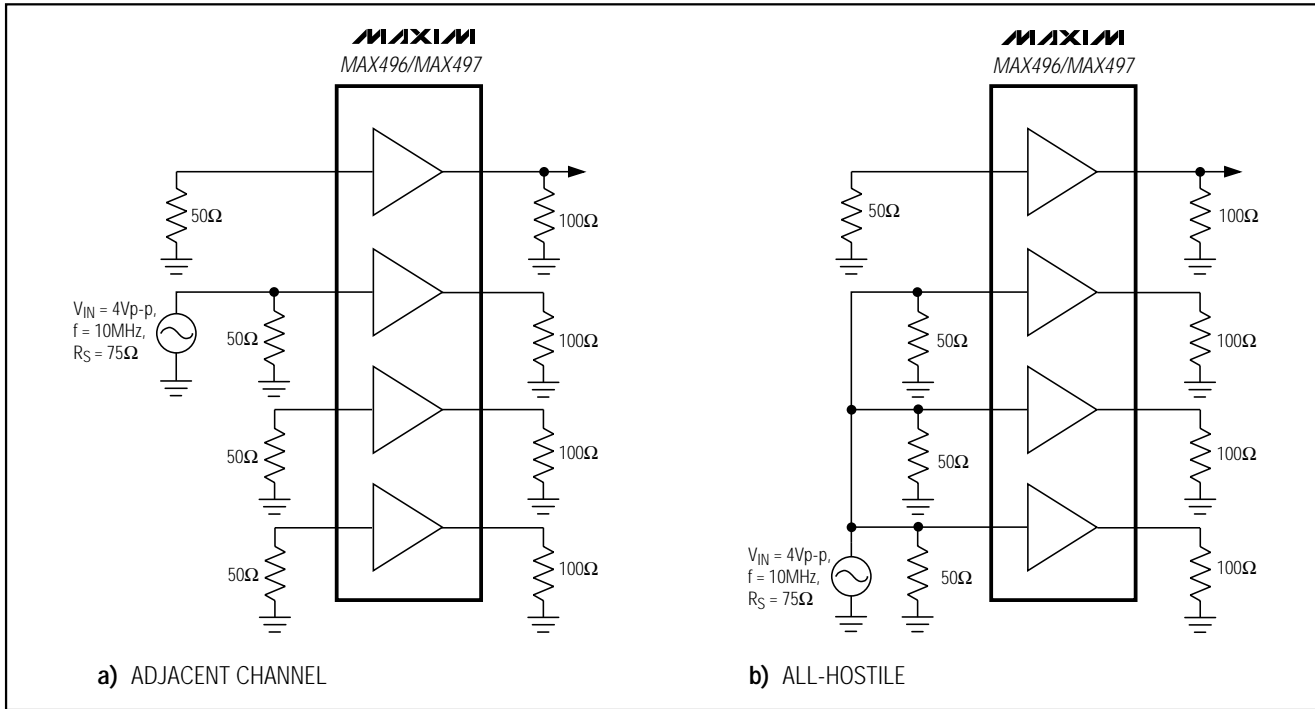 MAXIM
MAX496/MAX497
50Ω
100Ω
VIN = 4Vp-p,
f = 10MHz,
RS = 75Ω
50Ω
100Ω
50Ω
100Ω
50Ω
100Ω
a) ADJACENT CHANNEL
MAXIM
MAX496/MAX497
50Ω
100Ω
50Ω
100Ω
50Ω
100Ω
VIN = 4Vp-p,
f = 10MHz,
RS = 75Ω
50Ω
100Ω
b) ALL-HOSTILE